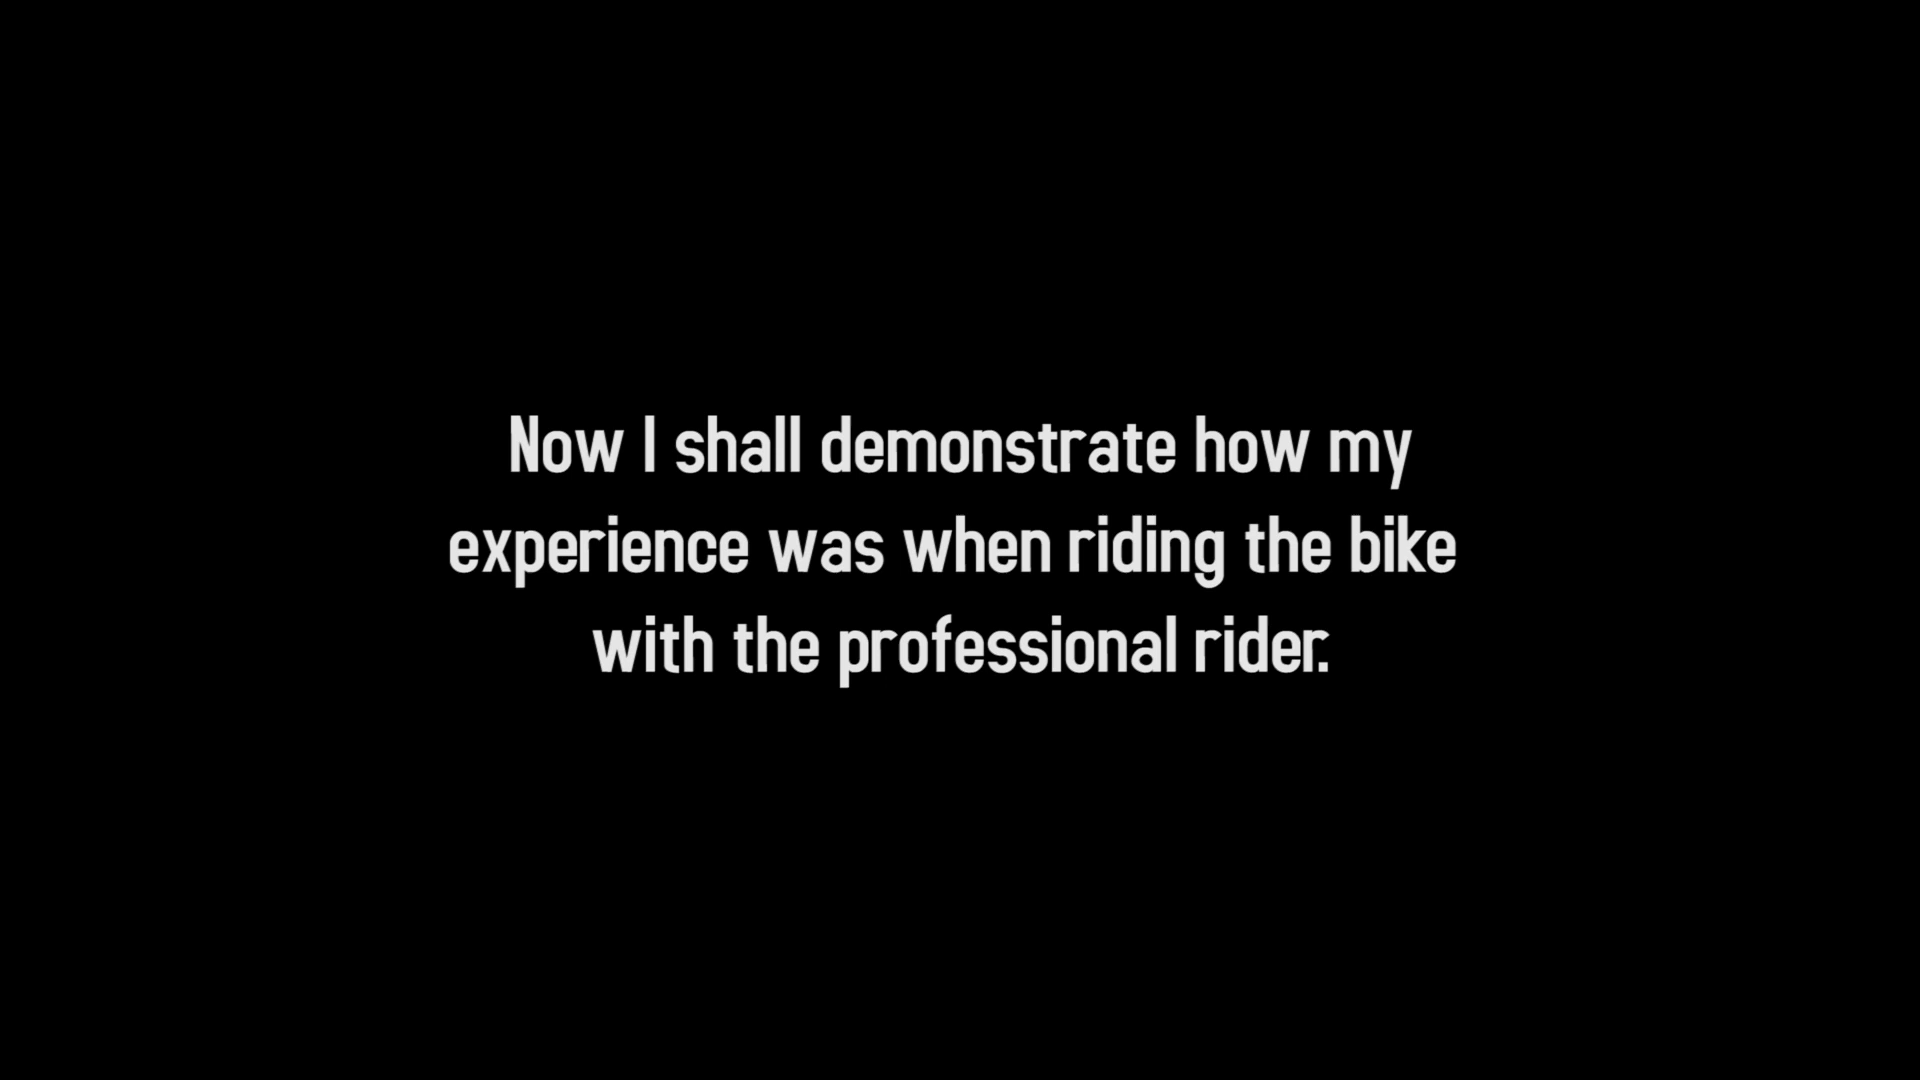 Now I shall demonstrate how my
experience was when riding the bike
with the professional rider.